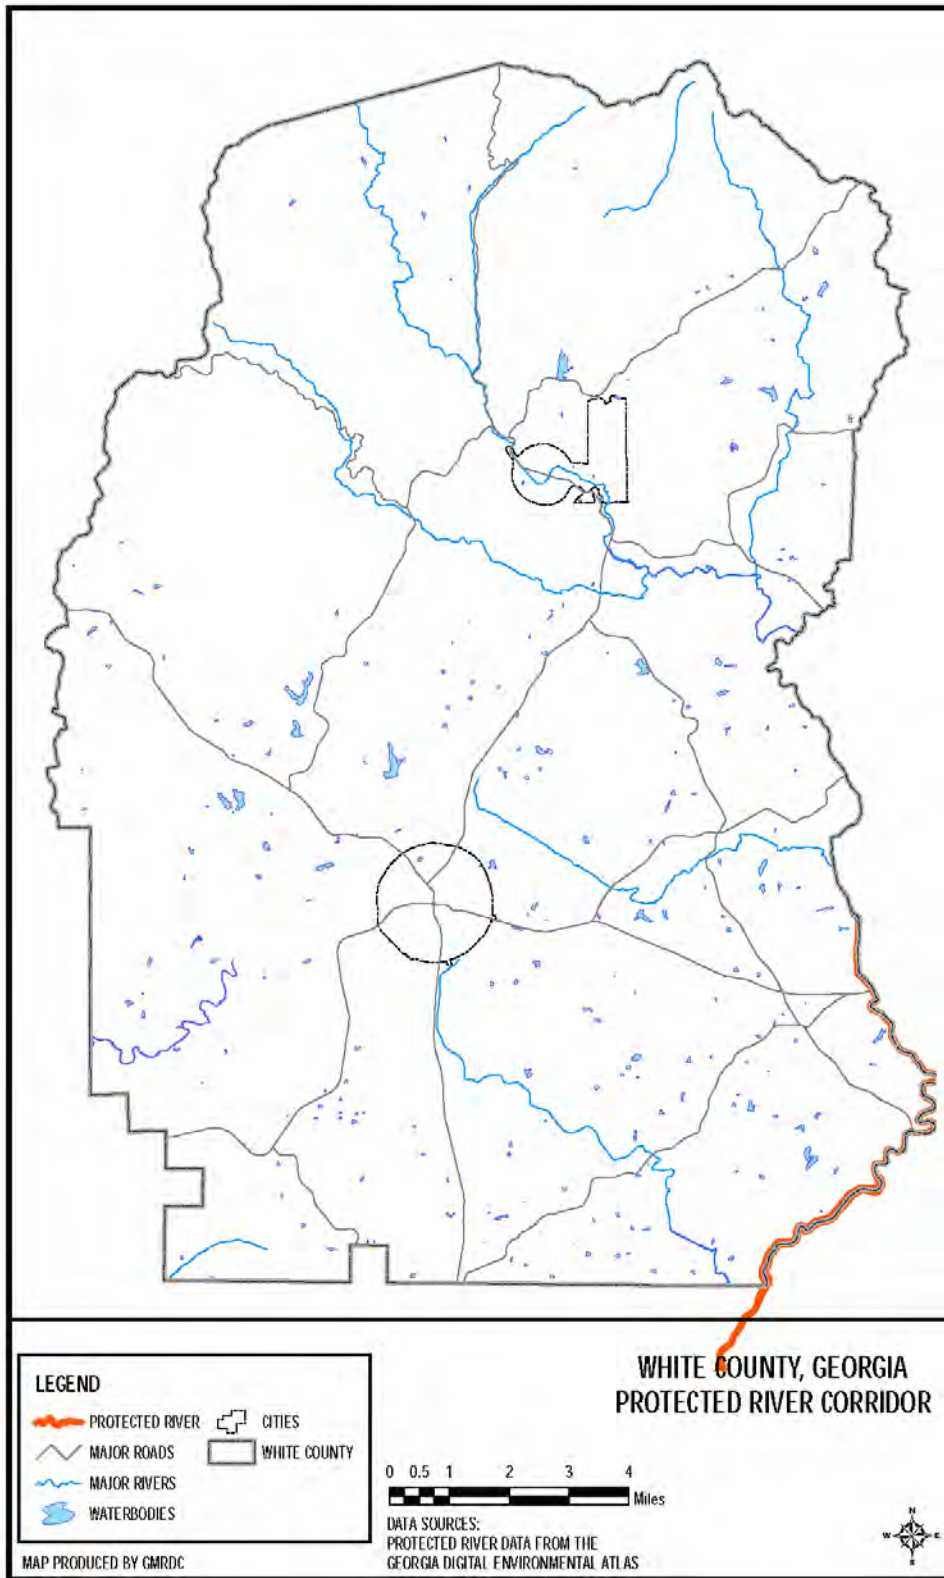 WHITE COUNTY, GEORGIA
PROTECTED RIVER CORRIDOR
LEGEND
PROTECTED RIVER
CITIES
MAJOR ROADS
WHITE COUNTY
MAJOR RIVERS
WATERBODIES
0 0.5 1 2 3 4
Miles
DATA SOURCES:
PROTECTED RIVER DATA FROM THE
GEORGIA DIGITAL ENVIRONMENTAL ATLAS
MAP PRODUCED BY GMRDC
N
W E
S